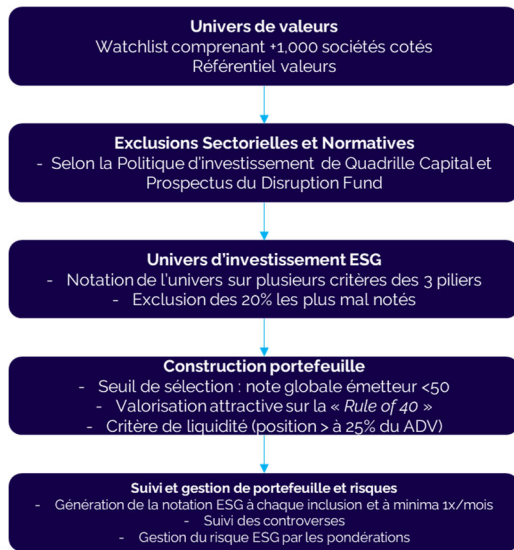 Univers de valeurs
Watchlist comprenant +1,000 sociétés cotés
Référentiel valeurs
Exclusions Sectorielles et Normatives
- Selon la Politique d'investissement de Quadrille Capital et
Prospectus du Disruption Fund
Univers d'investissement ESG
- Notation de l'univers sur plusieurs critères des 3 piliers
- Exclusion des 20% les plus mal notés
Construction portefeuille
- Seuil de sélection : note globale émetteur <50
- Valorisation attractive sur la « Rule of 40 »
- Critère de liquidité (position > à 25% du ADV)
Suivi et gestion de portefeuille et risques
- Génération de la notation ESG à chaque inclusion et à minima 1x/mois
- Suivi des controverses
- Gestion du risque ESG par les pondérations